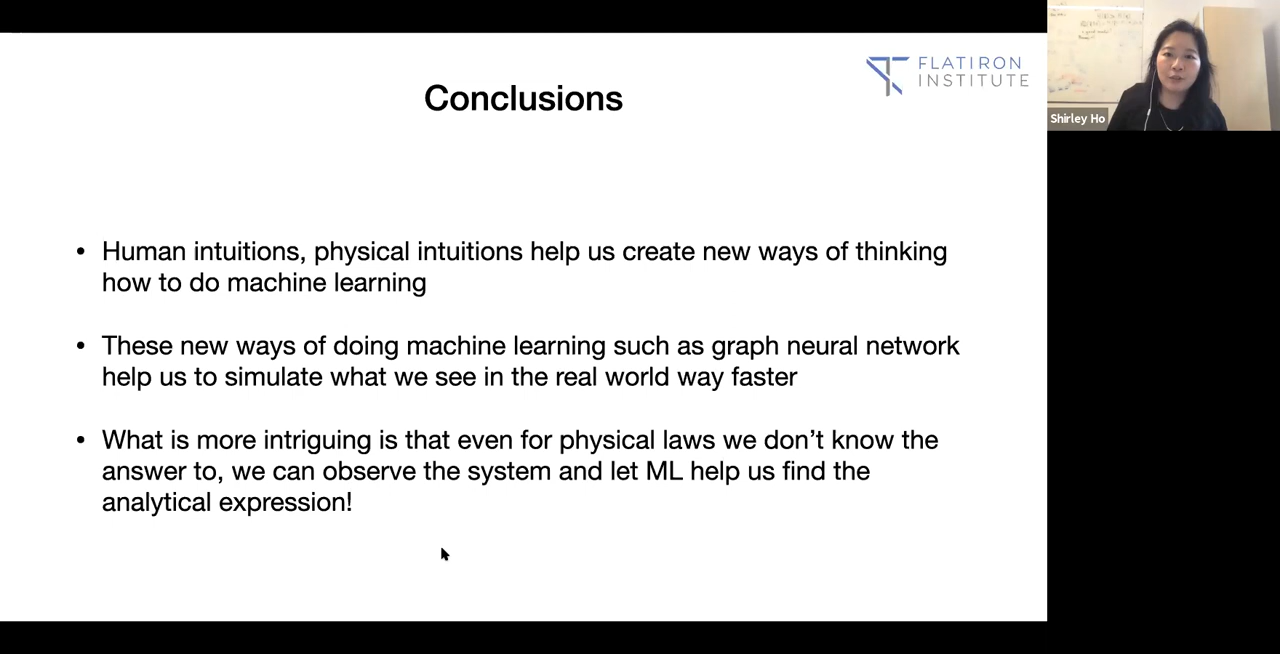 FLATIRON
INSTITUTE
Conclusions
Shirley Ho
• Human intuitions, physical intuitions help us create new ways of thinking
how to do machine learning
• These new ways of doing machine learning such as graph neural network
help us to simulate what we see in the real world way faster
• What is more intriguing is that even for physical laws we don’t know the
answer to, we can observe the system and let ML help us find the
analytical expression!